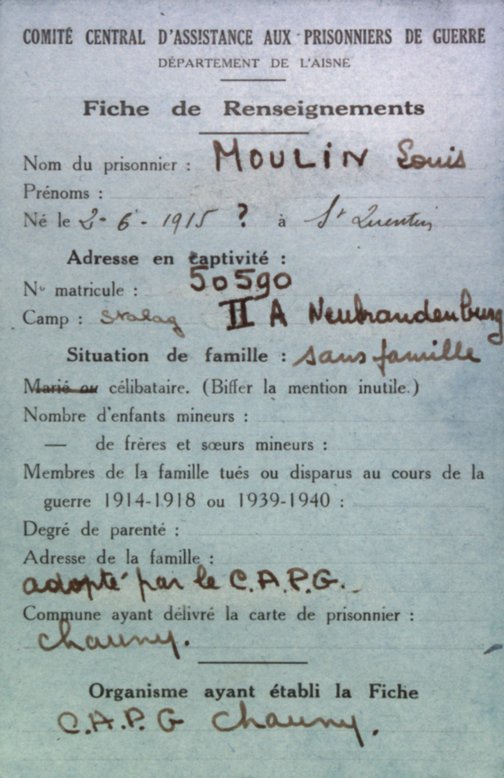 COMITÉ CENTRAL D'ASSISTANCE AUX PRISONNIERS DE GUERRE
DÉPARTEMENT DE L'AISNE
Fiche de Renseignements
Nom du prisonnier : MOULIN Louis
Prénoms :
Né le 2-6-1915 ? à St Quentin
Adresse en captivité :
No matricule : 50590
Camp : Stalag II A Neubrandenburg
Situation de famille : sans famille
Marié ou célibataire. (Biffer la mention inutile.)
Nombre d'enfants mineurs :
— de frères et sœurs mineurs :
Membres de la famille tués ou disparus au cours de la
guerre 1914-1918 ou 1939-1940 :
Degré de parenté :
Adresse de la famille :
adopté par le C.A.P.G.
Commune ayant délivré la carte de prisonnier :
Chauny.
Organisme ayant établi la Fiche
C.A.P.G Chauny.